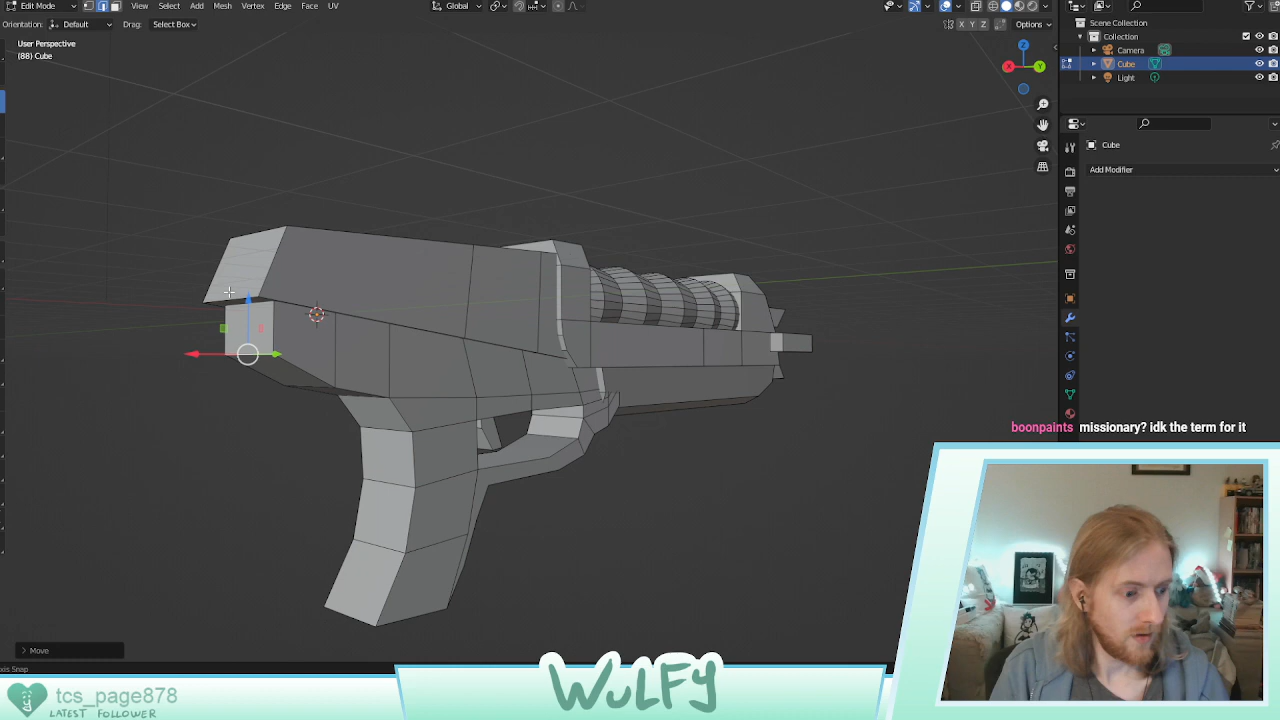 Edit Mode
View Select Add Mesh Vertex Edge Face UV
Global
Orientation: Default Drag: Select Box
X Y Z Options
User Perspective
(88) Cube
X Y Z
Scene Collection
Collection
Camera
Cube
Light
Cube
Add Modifier
boonpaints missionary? idk the term for it
Move
axis Snap
tcs_page878
LATEST FOLLOWER
WULFY